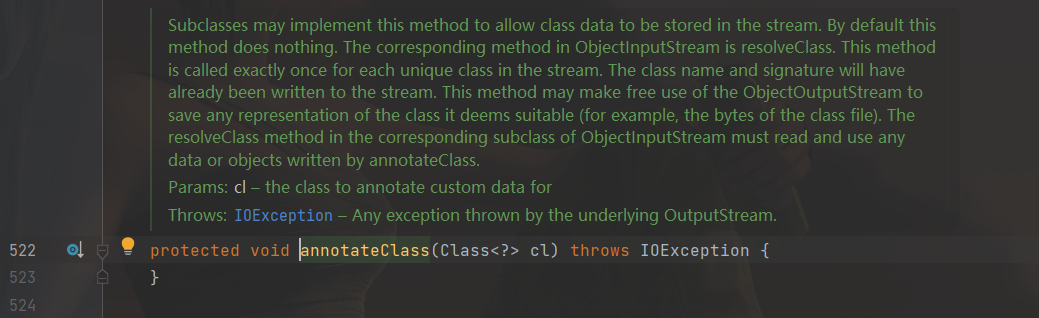 Subclasses may implement this method to allow class data to be stored in the stream. By default this
method does nothing. The corresponding method in ObjectInputStream is resolveClass. This method
is called exactly once for each unique class in the stream. The class name and signature will have
already been written to the stream. This method may make free use of the ObjectOutputStream to
save any representation of the class it deems suitable (for example, the bytes of the class file). The
resolveClass method in the corresponding subclass of ObjectInputStream must read and use any
data or objects written by annotateClass.
Params: cl – the class to annotate custom data for
Throws: IOException – Any exception thrown by the underlying OutputStream.
522 protected void annotateClass(Class<?> cl) throws IOException {
523 }
524